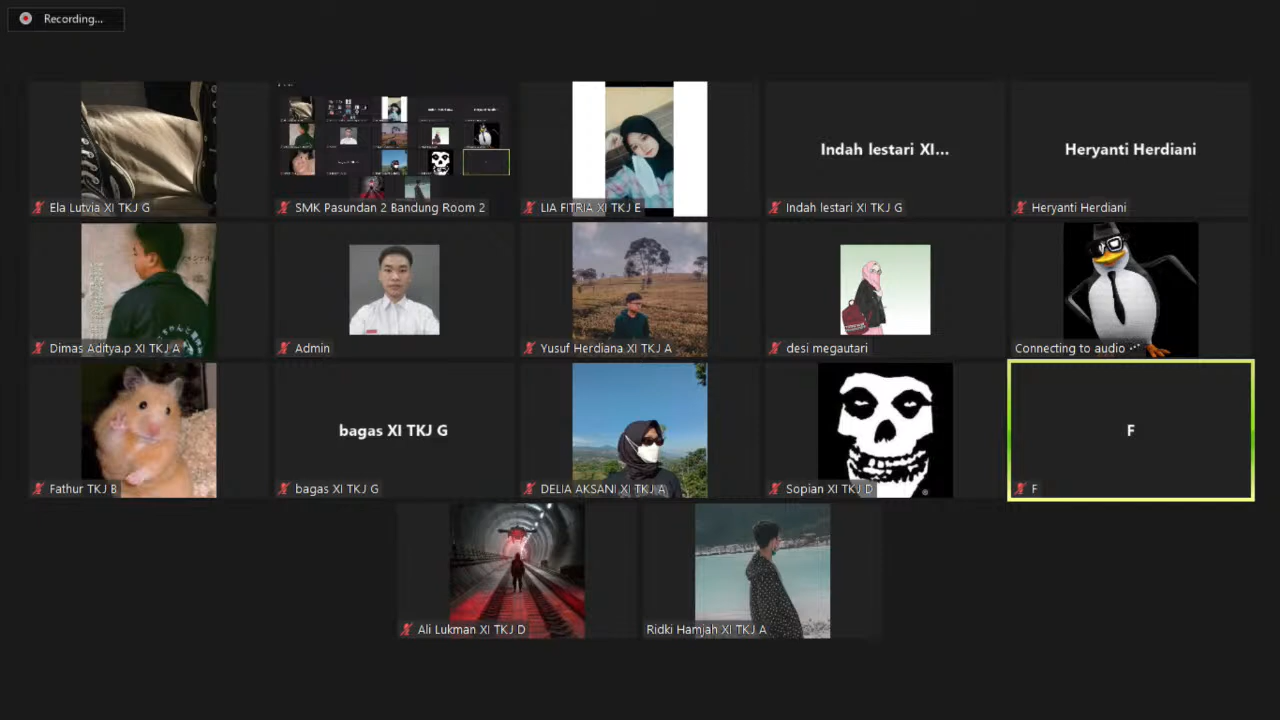 Recording...
Ela Lutvia XI TKJ G
SMK Pasundan 2 Bandung Room 2
LIA FITRIA XI TKJ E
Indah lestari XI...
Indah lestari XI TKJ G
Heryanti Herdiani
Heryanti Herdiani
Dimas Aditya.p XI TKJ A
Admin
Yusuf Herdiana XI TKJ A
desi megautari
Connecting to audio
Fathur TKJ B
bagas XI TKJ G
bagas XI TKJ G
DELIA AKSANI XI TKJ A
Sopian XI TKJ D
F
F
Ali Lukman XI TKJ D
Ridki Hamjah XI TKJ A